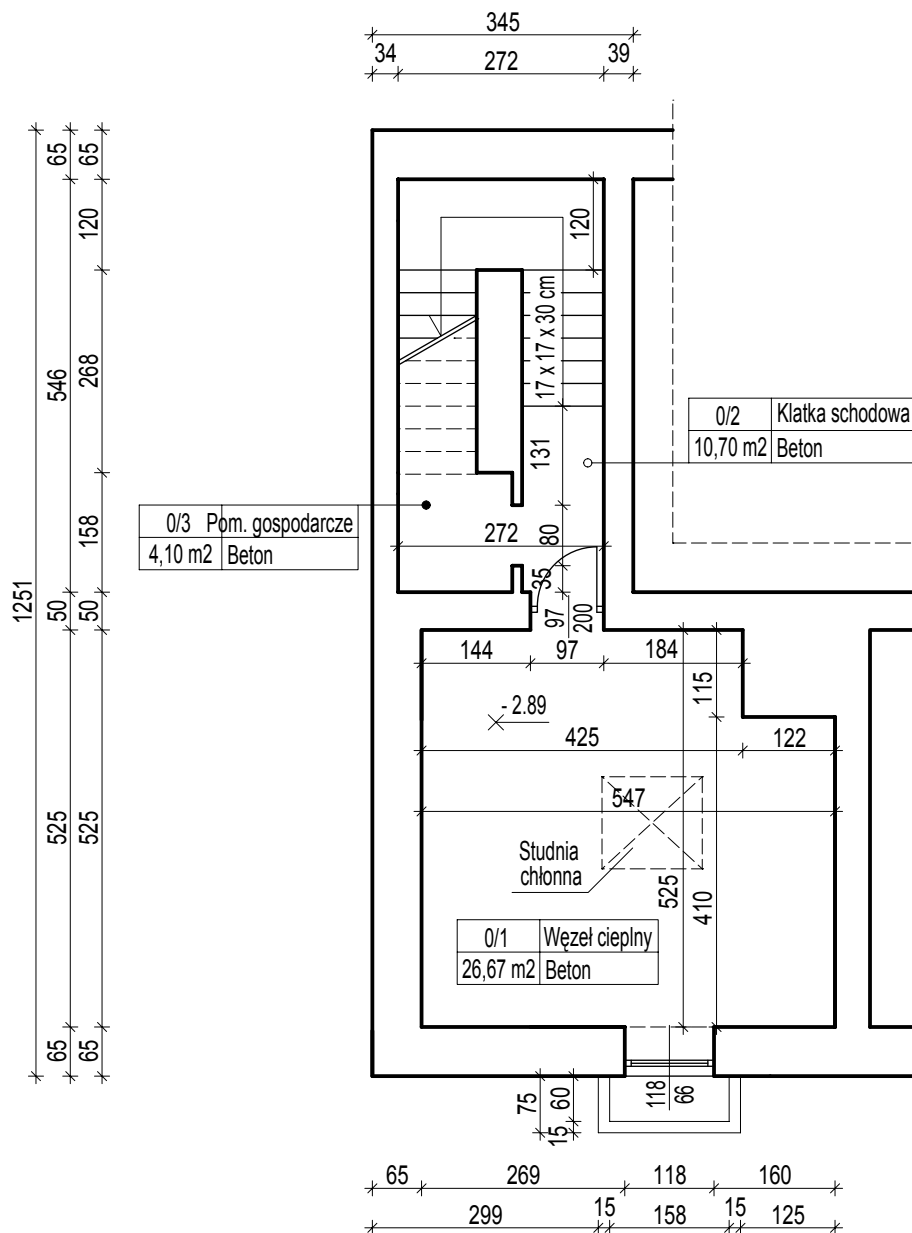 345
34 272 39
65 65
120 120
17 x 17 x 30 cm
546 268
0/2 Klatka schodowa
10,70 m2 Beton
131
0/3 Pom. gospodarcze
4,10 m2 Beton
158
272 80
35
1251
50 50
97
200
144 97 184
115
- 2.89
425 122
547
525 525
Studnia
chłonna
525 410
0/1 Węzeł cieplny
26,67 m2 Beton
65 65
118
66
75 60
15
65 269 118 160
299 15 158 15 125